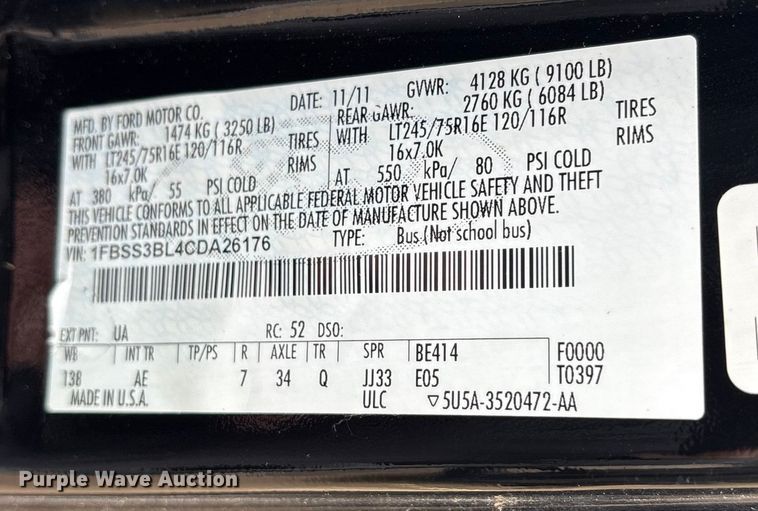 MFD. BY FORD MOTOR CO. DATE: 11/11 GVWR: 4128 KG ( 9100 LB)
FRONT GAWR: 1474 KG ( 3250 LB) REAR GAWR: 2760 KG ( 6084 LB)
WITH LT245/75R16E 120/116R TIRES WITH LT245/75R16E 120/116R TIRES
16x7.0K RIMS 16x7.0K RIMS
AT 380 kPa/ 55 PSI COLD AT 550 kPa/ 80 PSI COLD
THIS VEHICLE CONFORMS TO ALL APPLICABLE FEDERAL MOTOR VEHICLE SAFETY AND THEFT
PREVENTION STANDARDS IN EFFECT ON THE DATE OF MANUFACTURE SHOWN ABOVE.
VIN: 1FBSS3BL4CDA26176 TYPE: Bus (Not school bus)
EXT PNT: UA RC: 52 DSO:
WB INT TR TP/PS R AXLE TR SPR BE414 F0000
138 AE 7 34 Q JJ33 E05 T0397
MADE IN U.S.A. ULC ▽5U5A-3520472-AA
Purple Wave Auction